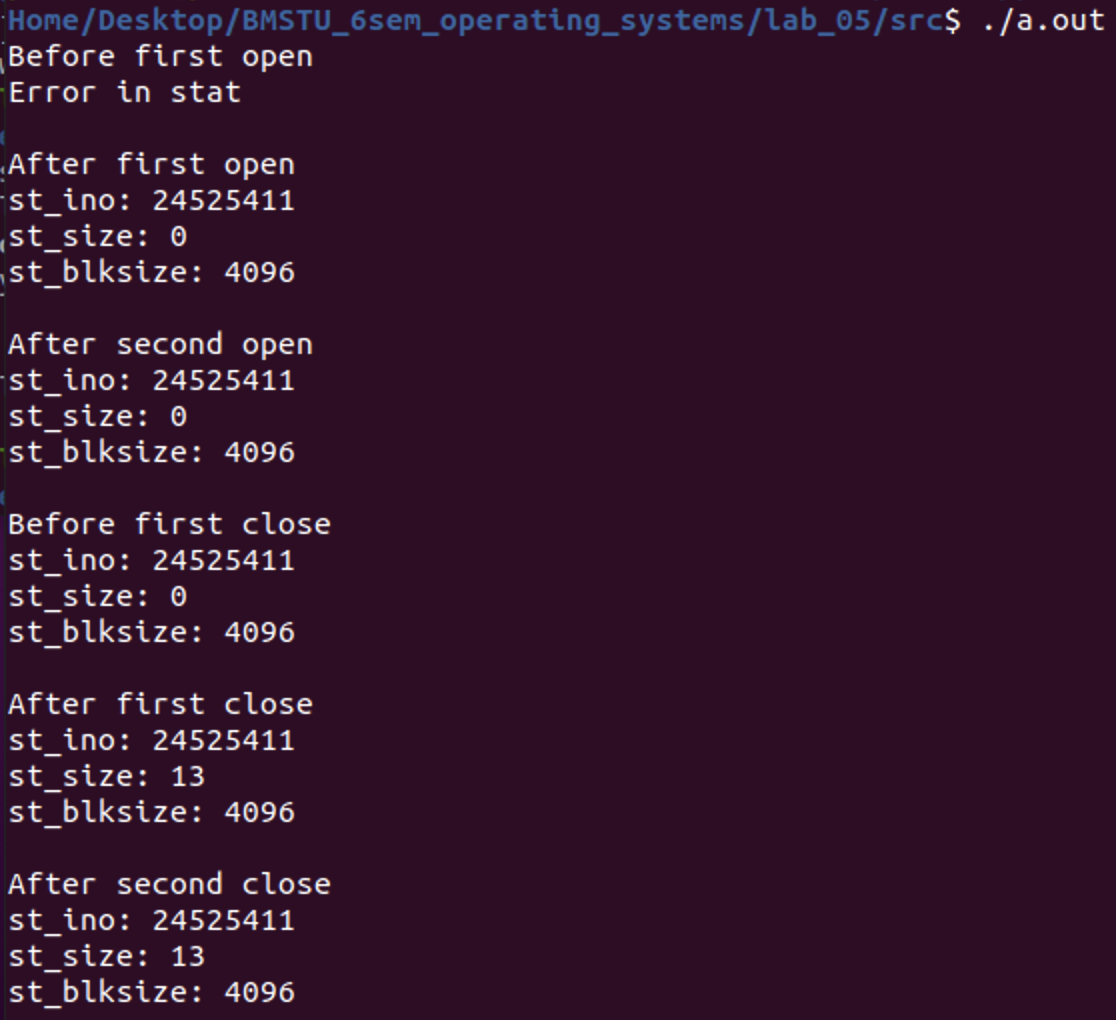 Home/Desktop/BMSTU_6sem_operating_systems/lab_05/src$ ./a.out
Before first open
Error in stat
After first open
st_ino: 24525411
st_size: 0
st_blksize: 4096
After second open
st_ino: 24525411
st_size: 0
st_blksize: 4096
Before first close
st_ino: 24525411
st_size: 0
st_blksize: 4096
After first close
st_ino: 24525411
st_size: 13
st_blksize: 4096
After second close
st_ino: 24525411
st_size: 13
st_blksize: 4096